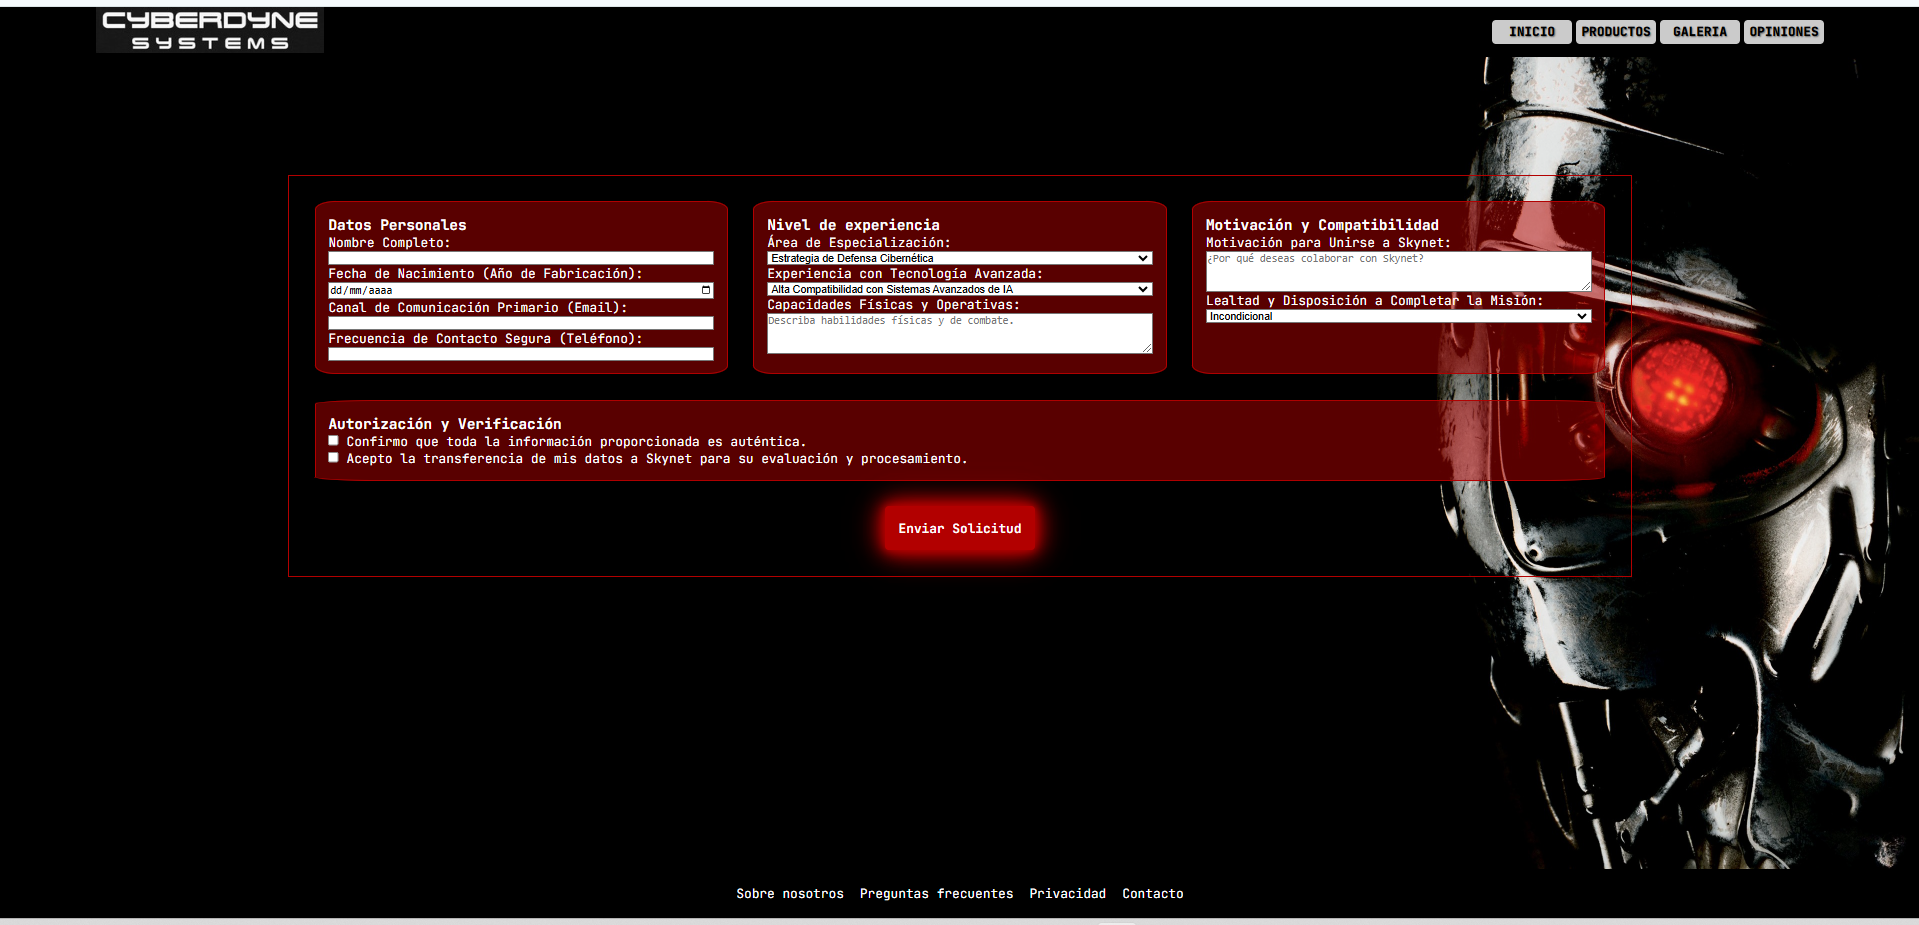 CYBERDYNE
SYSTEMS
INICIO PRODUCTOS GALERIA OPINIONES
Datos Personales
Nombre Completo:
Fecha de Nacimiento (Año de Fabricación):
dd/mm/aaaa
Canal de Comunicación Primario (Email):
Frecuencia de Contacto Segura (Teléfono):
Nivel de experiencia
Área de Especialización:
Estrategia de Defensa Cibernética
Experiencia con Tecnología Avanzada:
Alta Compatibilidad con Sistemas Avanzados de IA
Capacidades Físicas y Operativas:
Describa habilidades físicas y de combate.
Motivación y Compatibilidad
Motivación para Unirse a Skynet:
¿Por qué deseas colaborar con Skynet?
Lealtad y Disposición a Completar la Misión:
Incondicional
Autorización y Verificación
Confirmo que toda la información proporcionada es auténtica.
Acepto la transferencia de mis datos a Skynet para su evaluación y procesamiento.
Enviar Solicitud
Sobre nosotros Preguntas frecuentes Privacidad Contacto